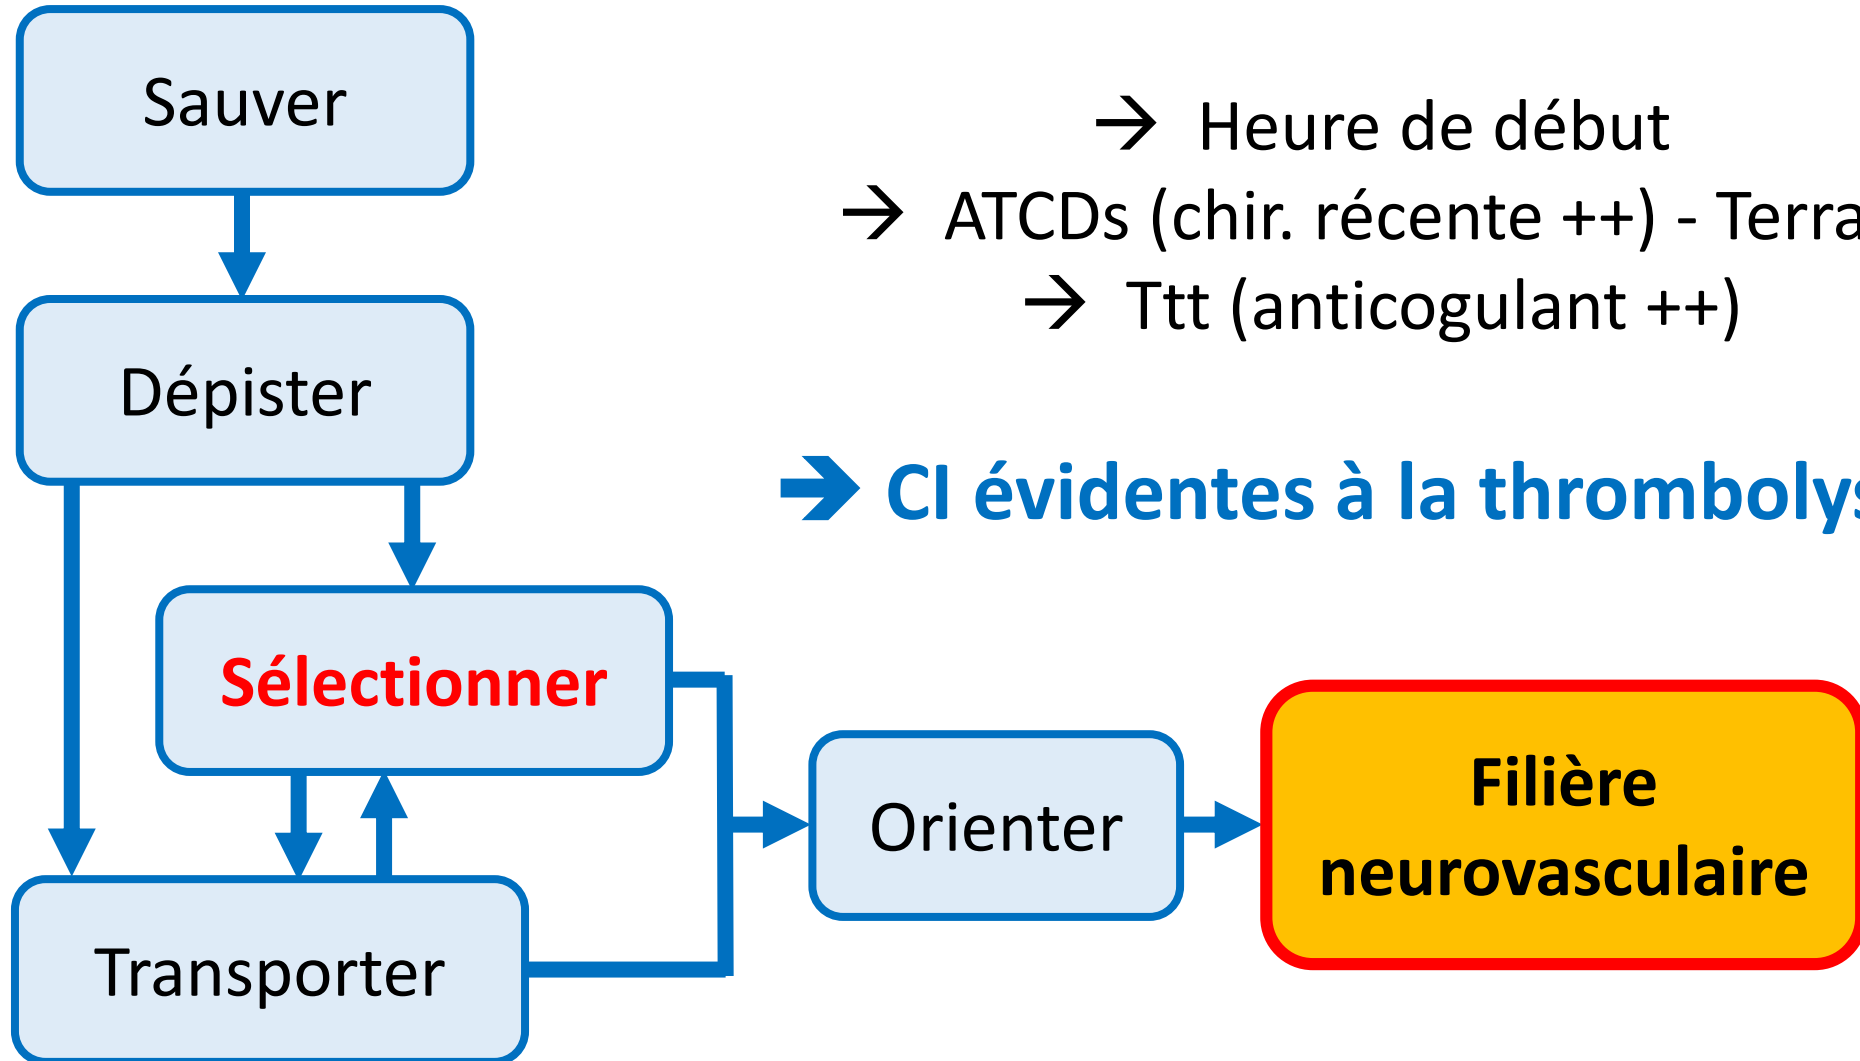 Sauver
→ Heure de début
→ ATCDs (chir. récente ++) - Terra
→ Ttt (anticogulant ++)
Dépister
➔ CI évidentes à la thrombolys
Sélectionner
Orienter
Filière
neurovasculaire
Transporter